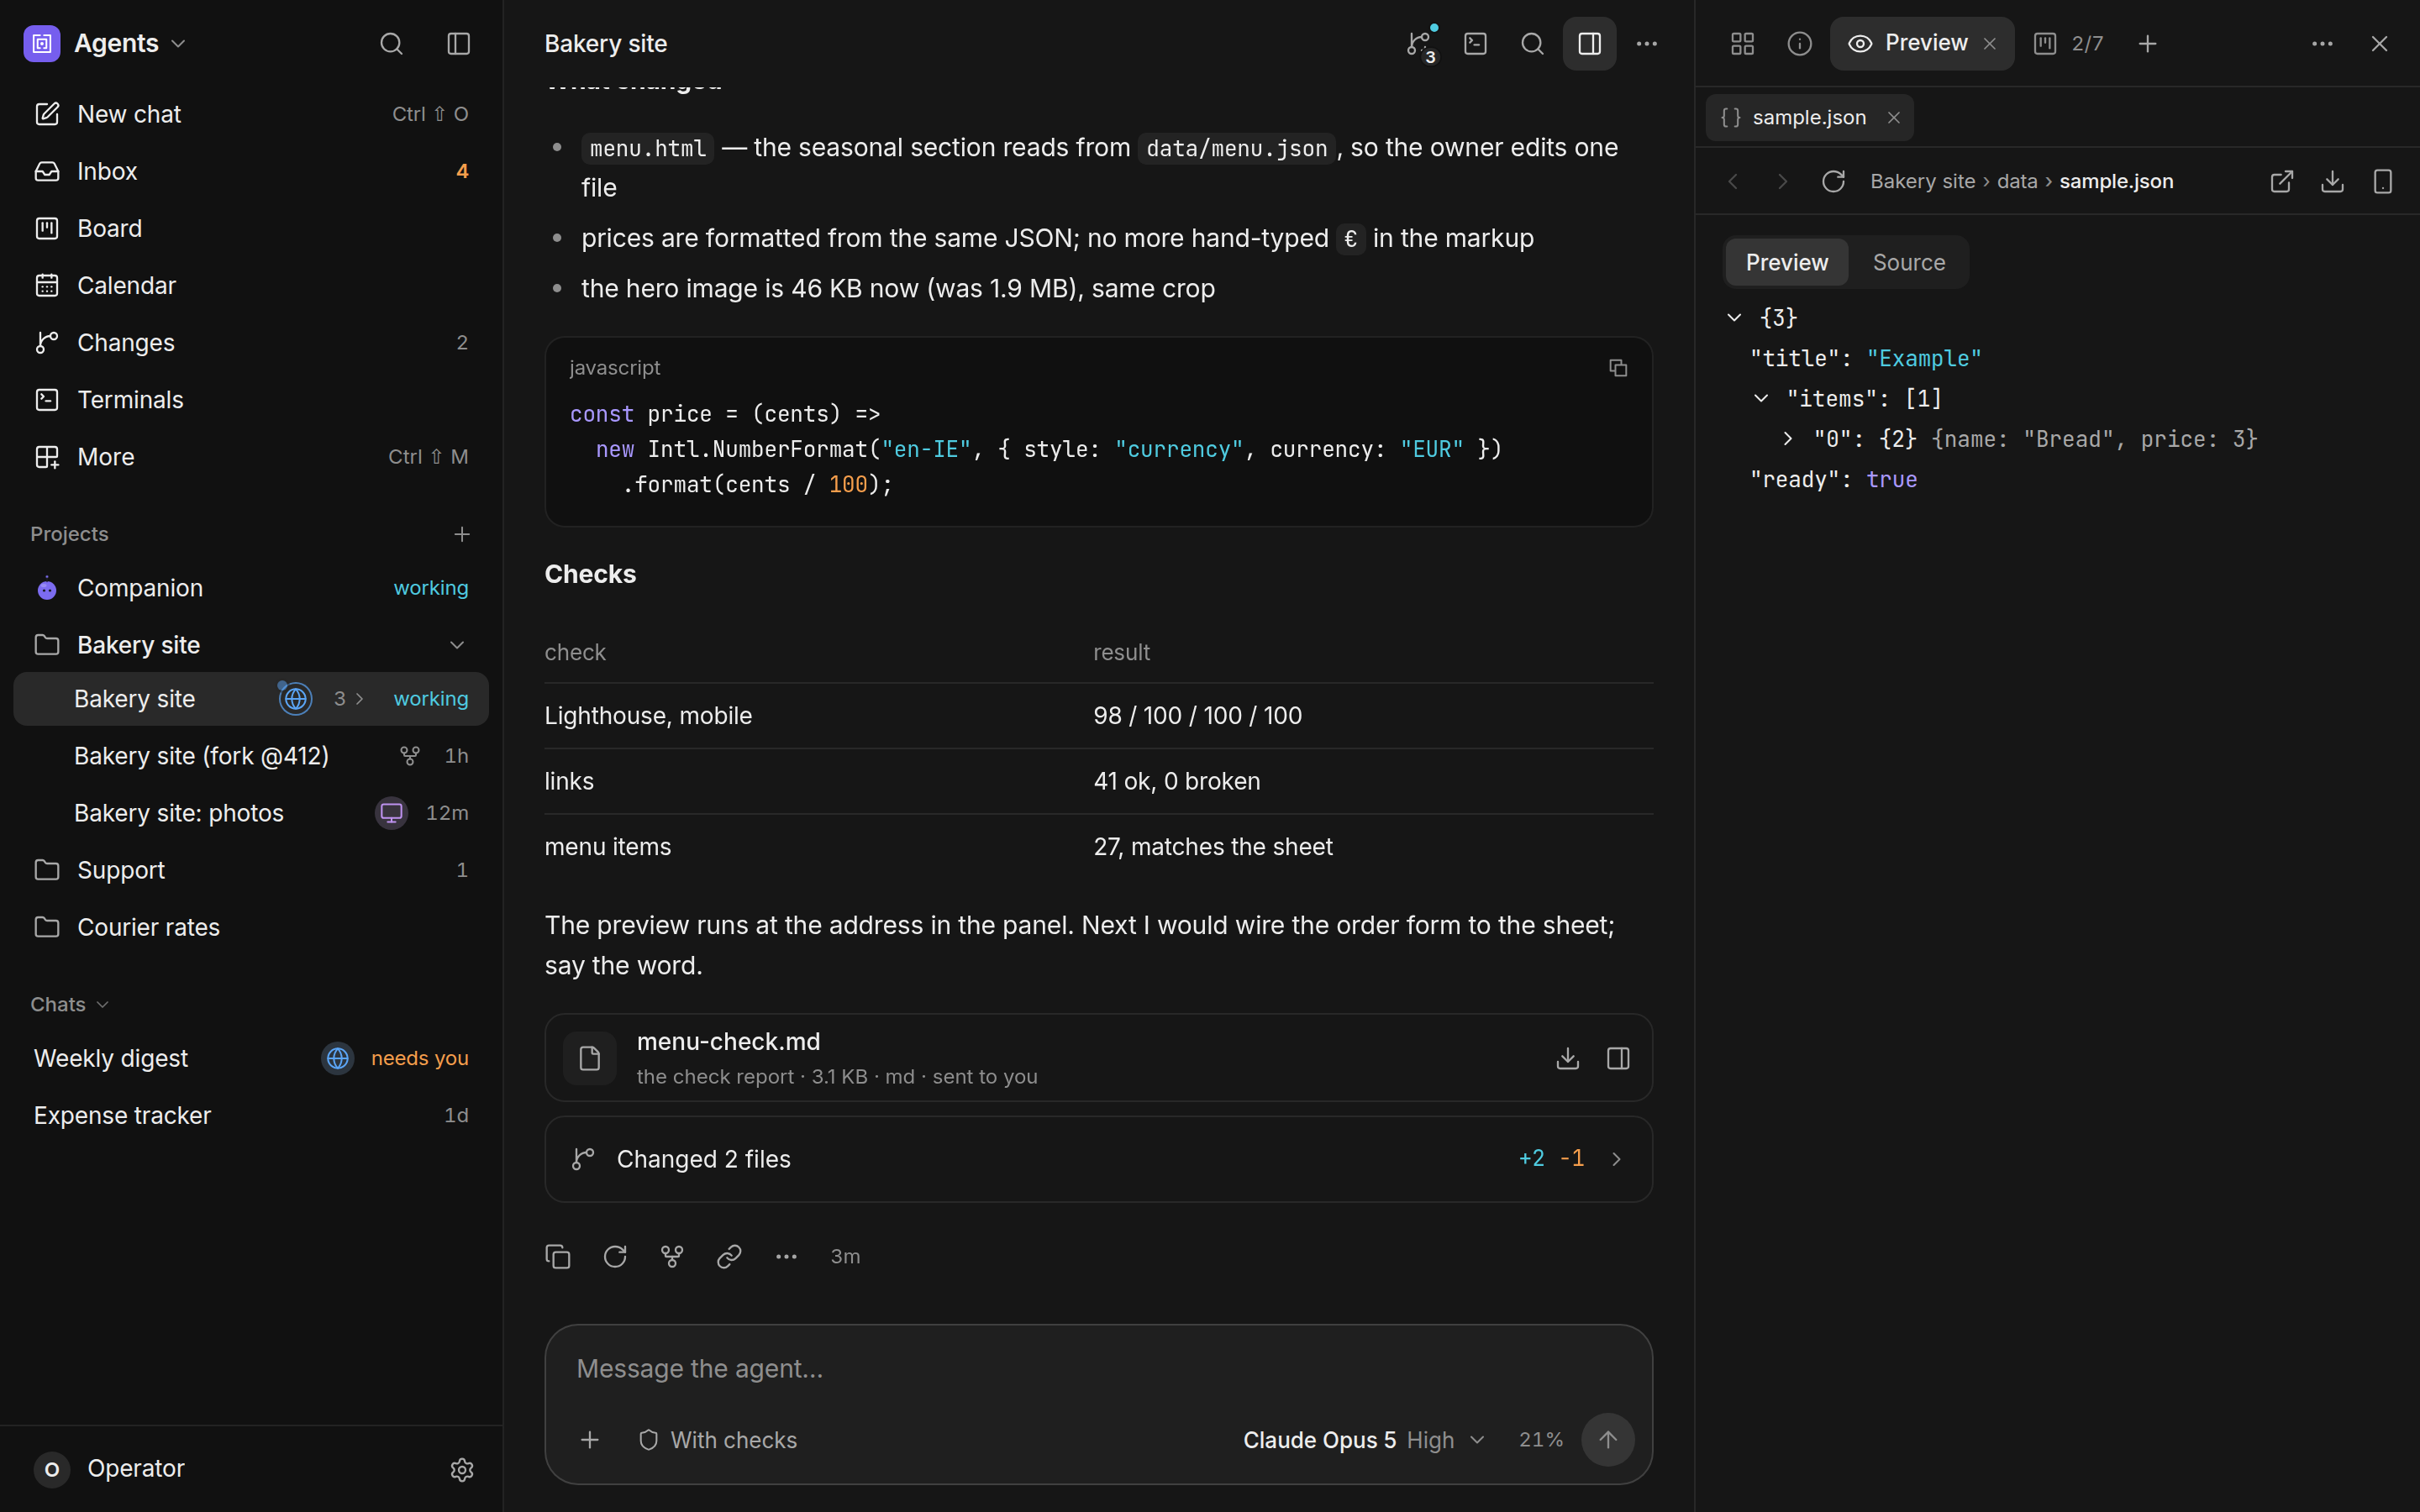 Agents
New chat Ctrl ⇧ O
Inbox 4
Board
Calendar
Changes 2
Terminals
More Ctrl ⇧ M
Projects
Companion working
Bakery site
Bakery site 3 working
Bakery site (fork @412) 1h
Bakery site: photos 12m
Support 1
Courier rates
Chats
Weekly digest needs you
Expense tracker 1d
O Operator
Bakery site 3
What changed
menu.html — the seasonal section reads from data/menu.json, so the owner edits one
file
prices are formatted from the same JSON; no more hand-typed € in the markup
the hero image is 46 KB now (was 1.9 MB), same crop
javascript
const price = (cents) =>
new Intl.NumberFormat("en-IE", { style: "currency", currency: "EUR" })
.format(cents / 100);
Checks
check result
Lighthouse, mobile 98 / 100 / 100 / 100
links 41 ok, 0 broken
menu items 27, matches the sheet
The preview runs at the address in the panel. Next I would wire the order form to the sheet;
say the word.
menu-check.md
the check report · 3.1 KB · md · sent to you
Changed 2 files +2 -1
3m
Message the agent...
With checks Claude Opus 5 High 21%
Preview 2/7
{} sample.json
Bakery site › data › sample.json
Preview Source
{3}
"title": "Example"
"items": [1]
"0": {2} {name: "Bread", price: 3}
"ready": true